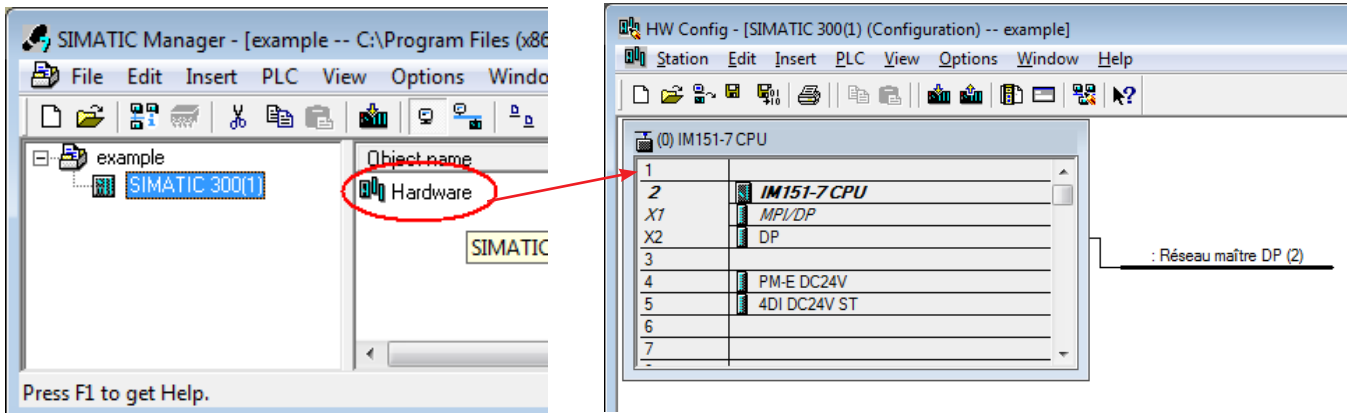 SIMATIC Manager - [example -- C:\Program Files (x86
File Edit Insert PLC View Options Windo
example
SIMATIC 300(1)
Object name
Hardware
SIMATIC
Press F1 to get Help.
HW Config - [SIMATIC 300(1) (Configuration) -- example]
Station Edit Insert PLC View Options Window Help
(0) IM151-7 CPU
1
2 IM151-7 CPU
X1 MPI/DP
X2 DP
3
4 PM-E DC24V
5 4DI DC24V ST
6
7
: Réseau maître DP (2)